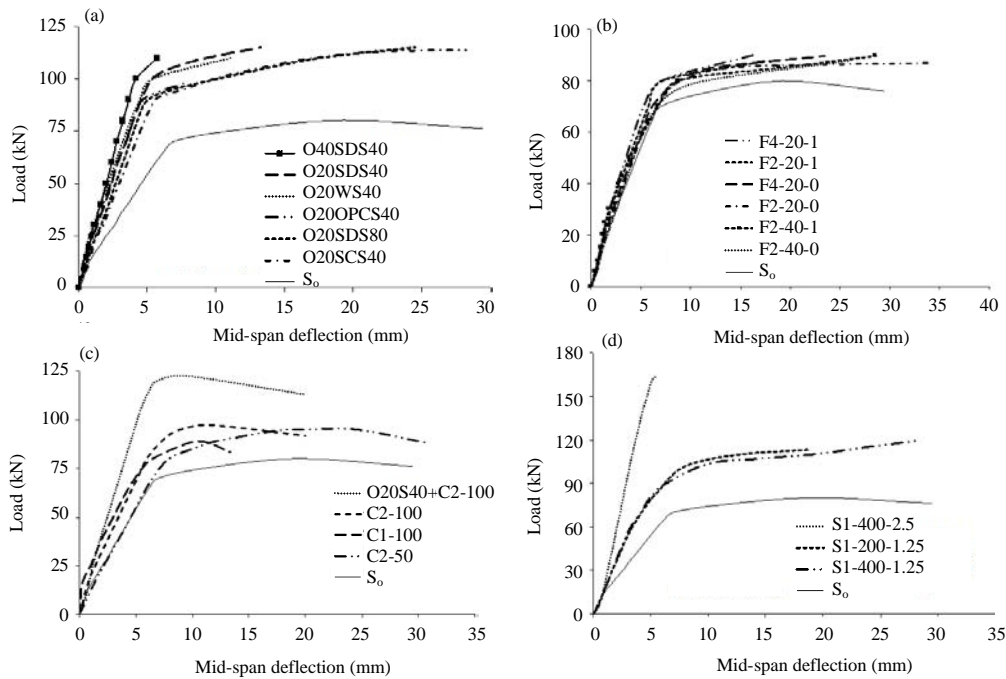 (a)
125
100
75
50
25
0
Load (kN)
O40SDS40
O20SDS40
O20WS40
O20OPCS40
O20SDS80
O20SCS40
So
0 5 10 15 20 25 30
Mid-span deflection (mm)
(b)
100
80
60
40
20
0
Load (kN)
F4-20-1
F2-20-1
F4-20-0
F2-20-0
F2-40-1
F2-40-0
So
0 5 10 15 20 25 30 35 40
Mid-span deflection (mm)
(c)
125
100
75
50
25
0
Load (kN)
O20S40+C2-100
C2-100
C1-100
C2-50
So
0 5 10 15 20 25 30 35
Mid-span deflection (mm)
(d)
180
150
120
90
60
30
0
Load (kN)
S1-400-2.5
S1-200-1.25
S1-400-1.25
So
0 5 10 15 20 25 30 35
Mid-span deflection (mm)